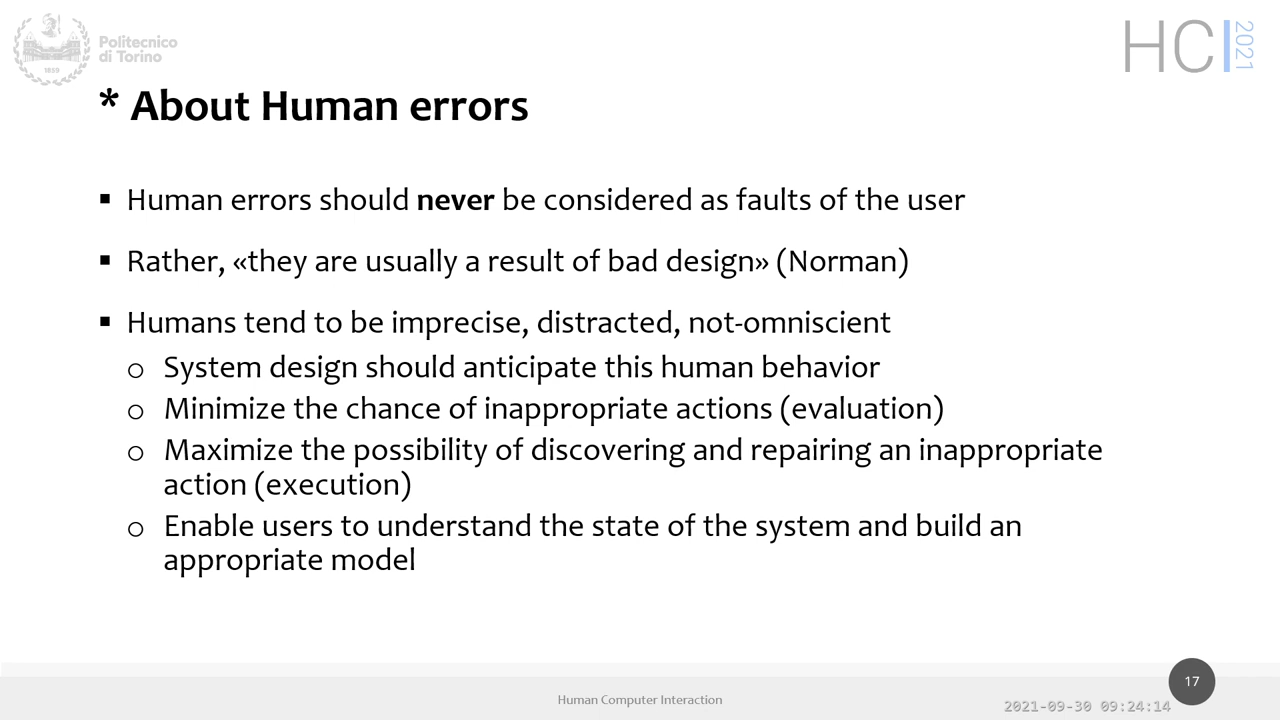 Politecnico
di Torino
1859
HCI 2021
* About Human errors
▪ Human errors should never be considered as faults of the user
▪ Rather, «they are usually a result of bad design» (Norman)
▪ Humans tend to be imprecise, distracted, not-omniscient
o System design should anticipate this human behavior
o Minimize the chance of inappropriate actions (evaluation)
o Maximize the possibility of discovering and repairing an inappropriate
action (execution)
o Enable users to understand the state of the system and build an
appropriate model
Human Computer Interaction
17
2021-09-30 09:24:14